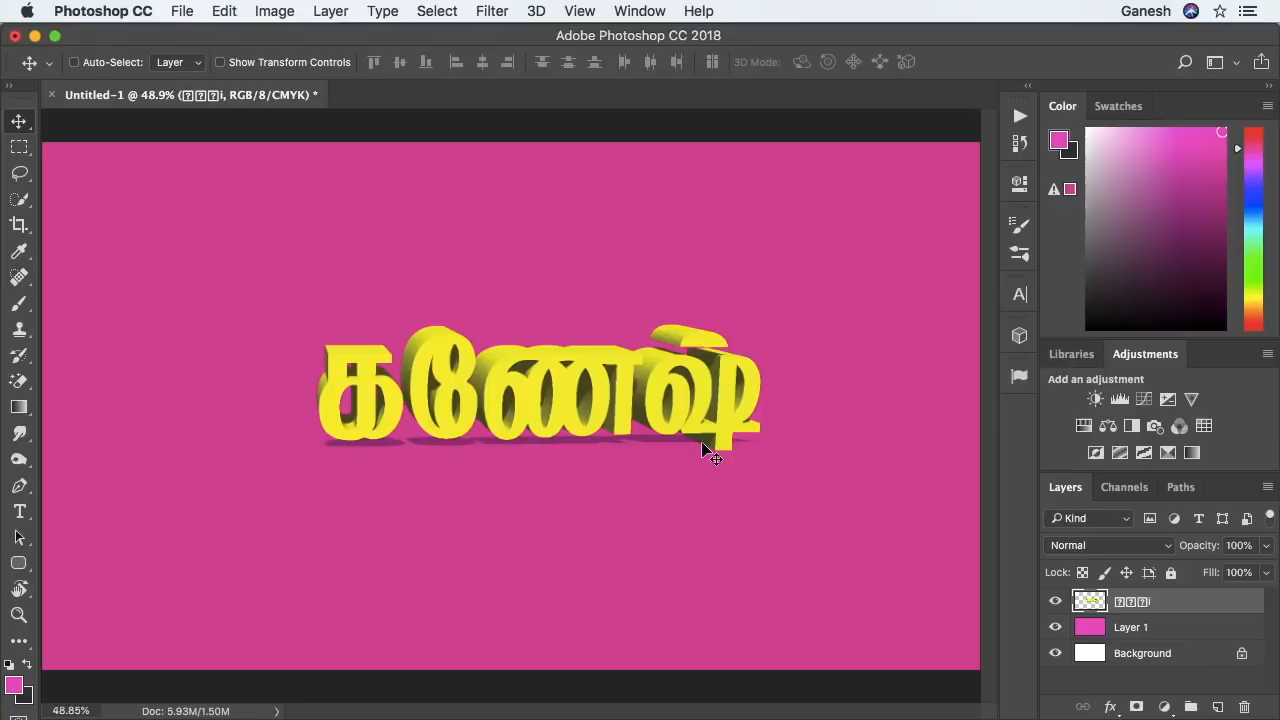 Photoshop CC File Edit Image Layer Type Select Filter 3D View Window Help Ganesh
Adobe Photoshop CC 2018
Auto-Select: Layer Show Transform Controls 3D Mode:
Untitled-1 @ 48.9% (i, RGB/8/CMYK) *
Color Swatches
கணேஷ்
Libraries Adjustments
Add an adjustment
Layers Channels Paths
Kind
Normal Opacity: 100%
Lock: Fill: 100%
Layer 1
Background
48.85% Doc: 5.93M/1.50M